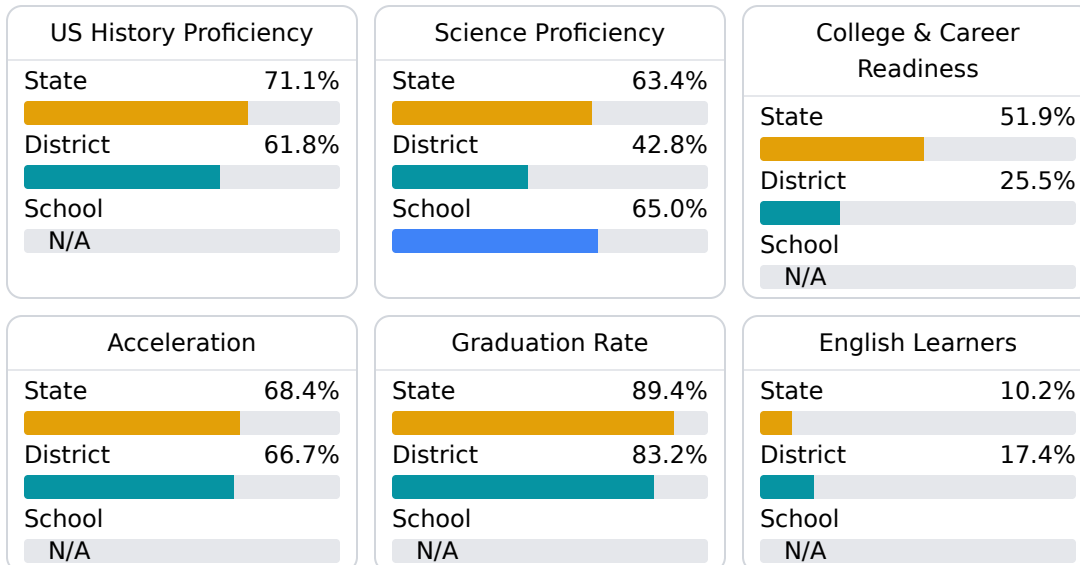 US History Proficiency
State 71.1%
District 61.8%
School
N/A
Science Proficiency
State 63.4%
District 42.8%
School 65.0%
College & Career
Readiness
State 51.9%
District 25.5%
School
N/A
Acceleration
State 68.4%
District 66.7%
School
N/A
Graduation Rate
State 89.4%
District 83.2%
School
N/A
English Learners
State 10.2%
District 17.4%
School
N/A